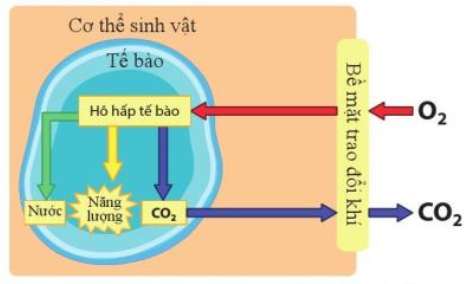 Cơ thể sinh vật
Tế bào
Hô hấp tế bào
Nước
Năng
lượng
CO₂
Bề mặt trao đổi khí
O₂
CO₂